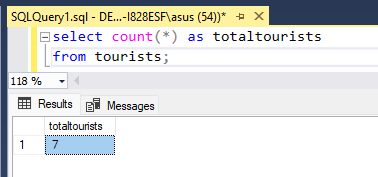 SQLQuery1.sql - DE...-I828ESF\asus (54))*
select count(*) as totaltourists
from tourists;
118 %
Results Messages
totaltourists
1 7